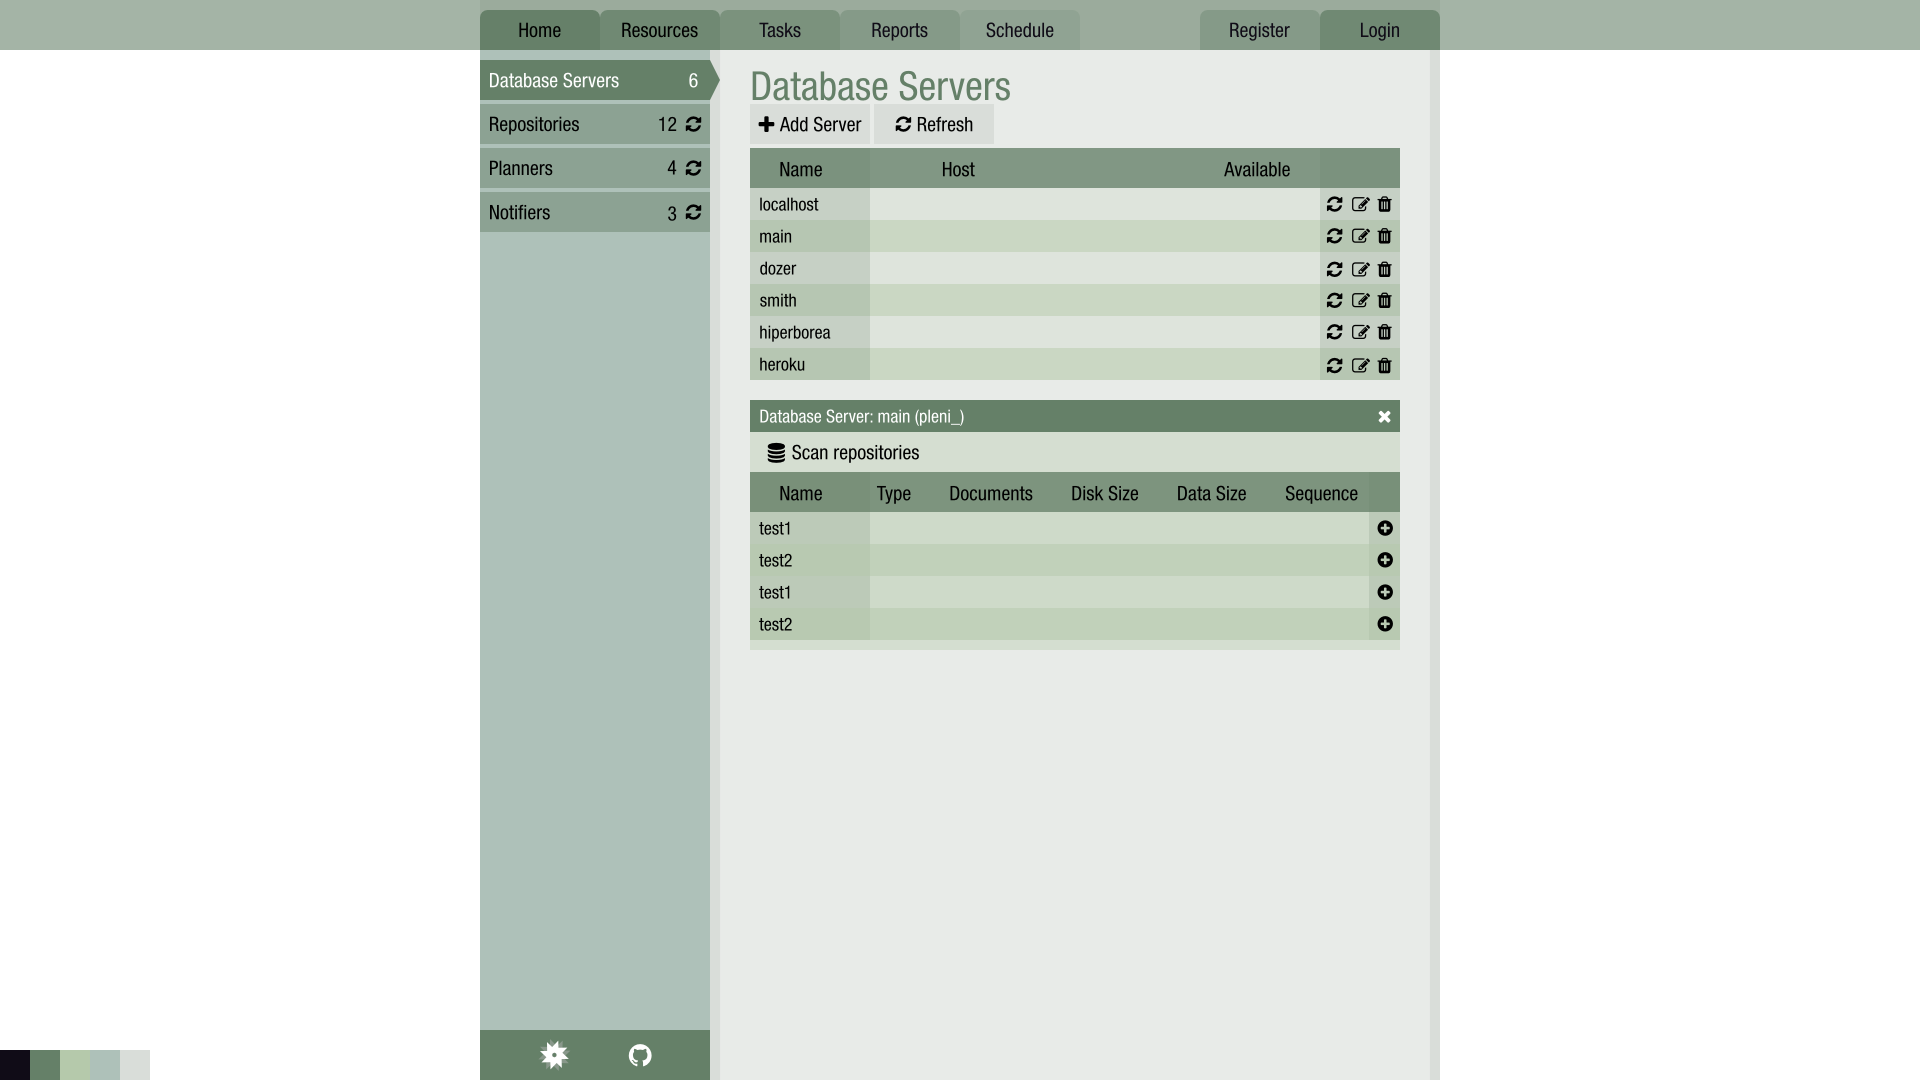 Home Resources Tasks Reports Schedule Register Login
Database Servers 6
Repositories 12
Planners 4
Notifiers 3
Database Servers
Add Server Refresh
Name Host Available
localhost
main
dozer
smith
hiperborea
heroku
Database Server: main (pleni_)
Scan repositories
Name Type Documents Disk Size Data Size Sequence
test1
test2
test1
test2